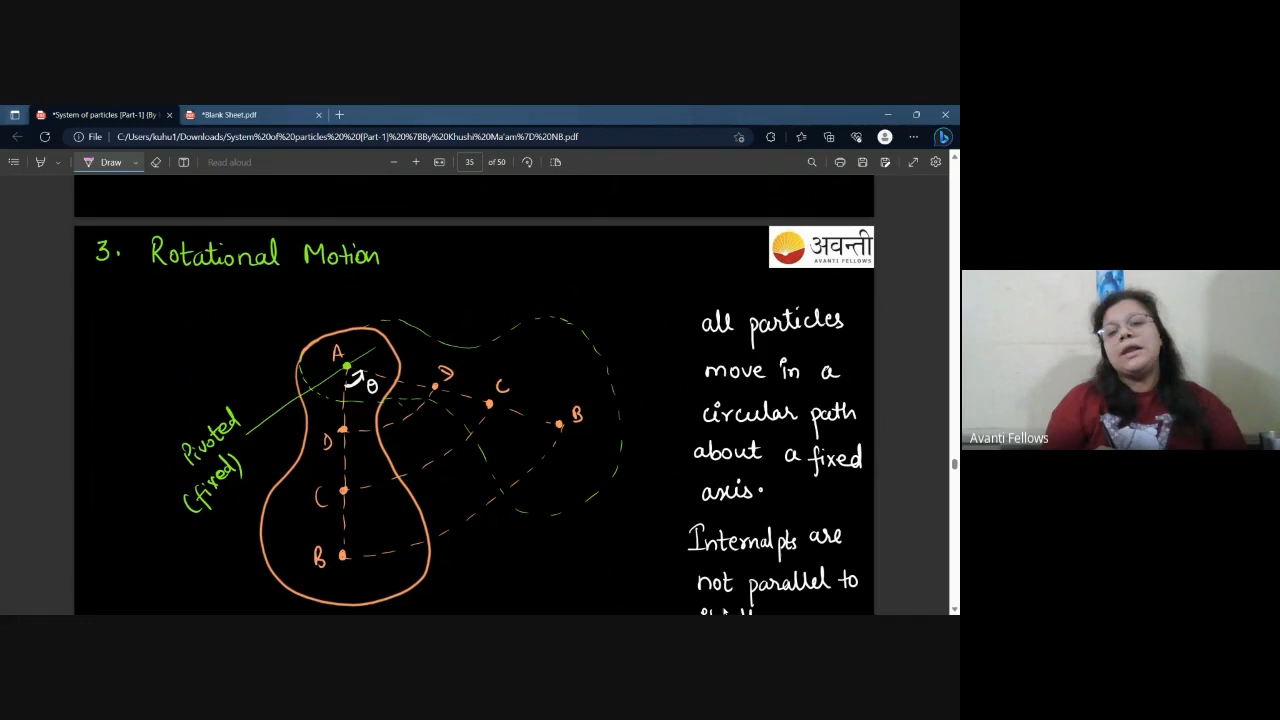 *System of particles [Part-1] (By
*Blank Sheet.pdf
File
C:/Users/kuhu1/Downloads/System%20of%20particles%20%20[Part-1]%20%7BBy%20Khushi%20Ma'am%7D%20NB.pdf
Draw
Read aloud
35 of 50
3. Rotational Motion
अवन्ती
AVANTI FELLOWS
A
θ
D
C
B
D
C
B
Pivoted
(fixed)
all particles
move in a
circular path
about a fixed
axis.
Internal pts are
not parallel to
Avanti Fellows